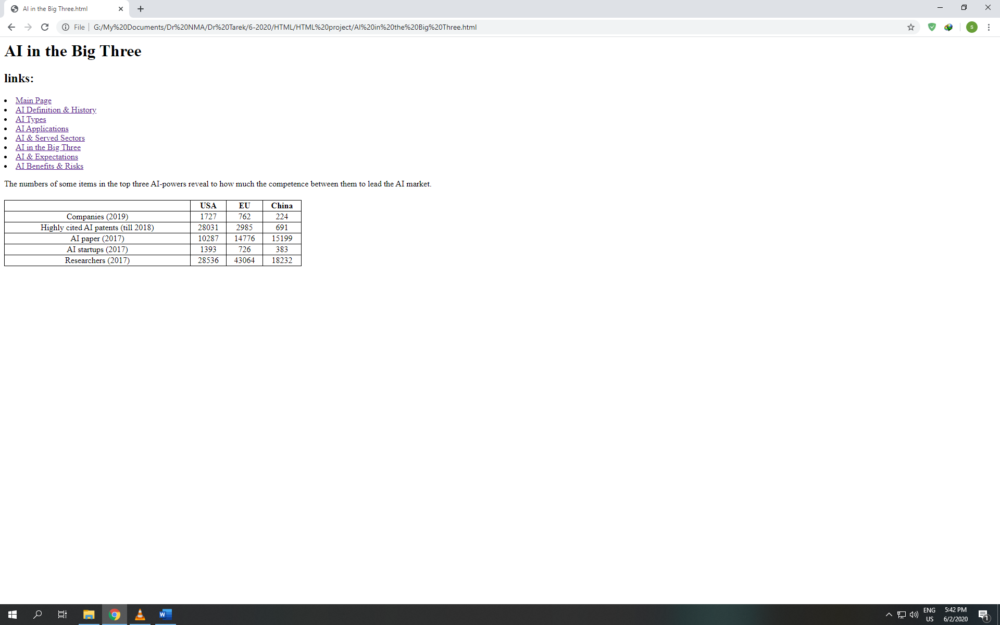 AI in the Big Three.html
File
G:/My%20Documents/Dr%20NMA/Dr%20Tarek/6-2020/HTML/HTML%20project/AI%20in%20the%20Big%20Three.html
s
AI in the Big Three
links:
Main Page
AI Definition & History
AI Types
AI Applications
AI & Served Sectors
AI in the Big Three
AI & Expectations
AI Benefits & Risks
The numbers of some items in the top three AI-powers reveal to how much the competence between them to lead the AI market.
USA EU China
Companies (2019) 1727 762 224
Highly cited AI patents (till 2018) 28031 2985 691
AI paper (2017) 10287 14776 15199
AI startups (2017) 1393 726 383
Researchers (2017) 28536 43064 18232
W
ENG 5:42 PM
US 6/2/2020
1